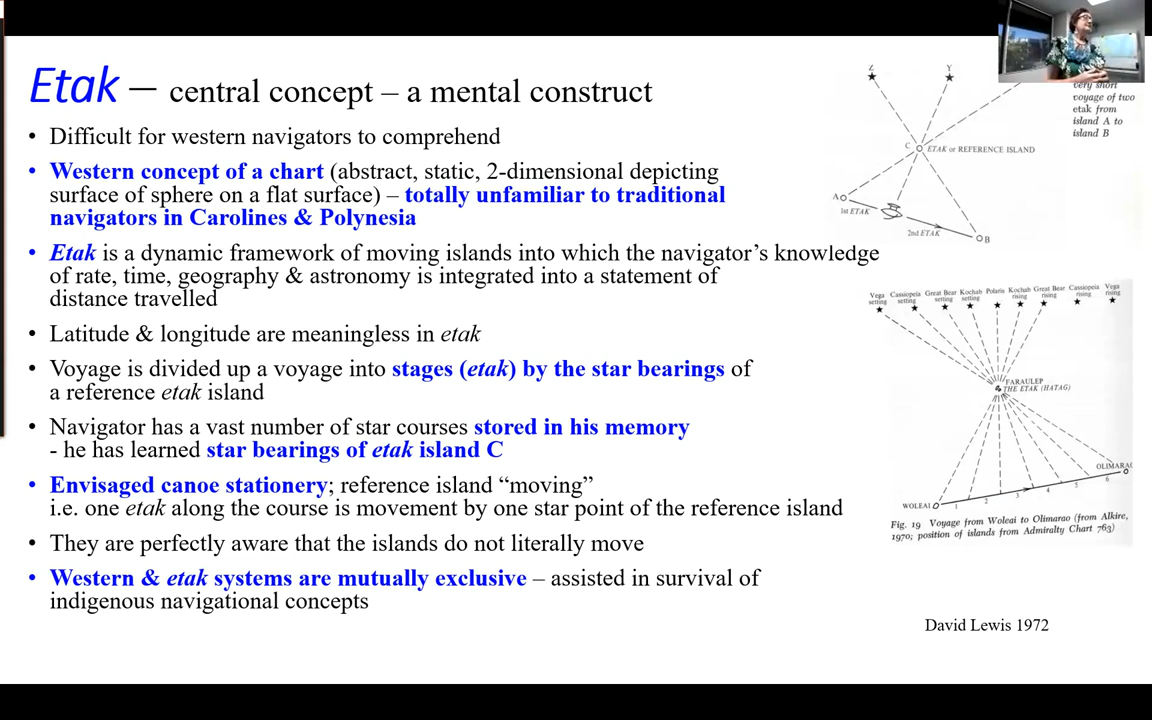 Etak – central concept – a mental construct
• Difficult for western navigators to comprehend
• Western concept of a chart (abstract, static, 2-dimensional depicting
surface of sphere on a flat surface) – totally unfamiliar to traditional
navigators in Carolines & Polynesia
• Etak is a dynamic framework of moving islands into which the navigator's knowledge
of rate, time, geography & astronomy is integrated into a statement of
distance travelled
• Latitude & longitude are meaningless in etak
• Voyage is divided up a voyage into stages (etak) by the star bearings of
a reference etak island
• Navigator has a vast number of star courses stored in his memory
- he has learned star bearings of etak island C
• Envisaged canoe stationery; reference island “moving”
i.e. one etak along the course is movement by one star point of the reference island
• They are perfectly aware that the islands do not literally move
• Western & etak systems are mutually exclusive – assisted in survival of
indigenous navigational concepts
Z Y
very short
voyage of two
etak from
island A to
island B
C ETAK or REFERENCE ISLAND
A
1st ETAK
2nd ETAK
B
Vega setting
Cassiopeia setting
Great Bear setting
Kochab setting
Polaris
Kochab rising
Great Bear rising
Cassiopeia rising
Vega rising
FARAULEP
THE ETAK (HATAG)
OLIMARAO
WOLEAI 1 2 3 4 5 6
Fig. 19 Voyage from Woleai to Olimarao (from Alkire,
1970; position of islands from Admiralty Chart 763)
David Lewis 1972